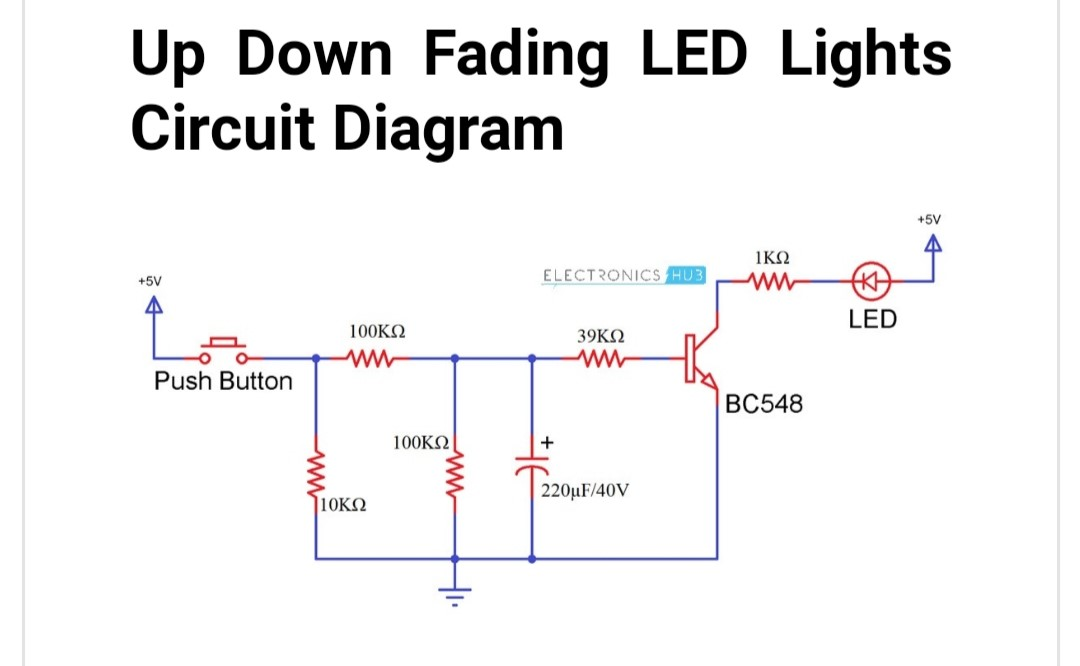 Up Down Fading LED Lights
Circuit Diagram
+5V
1KΩ
ELECTRONICS HUB
+5V
LED
100KΩ
39KΩ
Push Button
BC548
100KΩ
+
220µF/40V
10KΩ